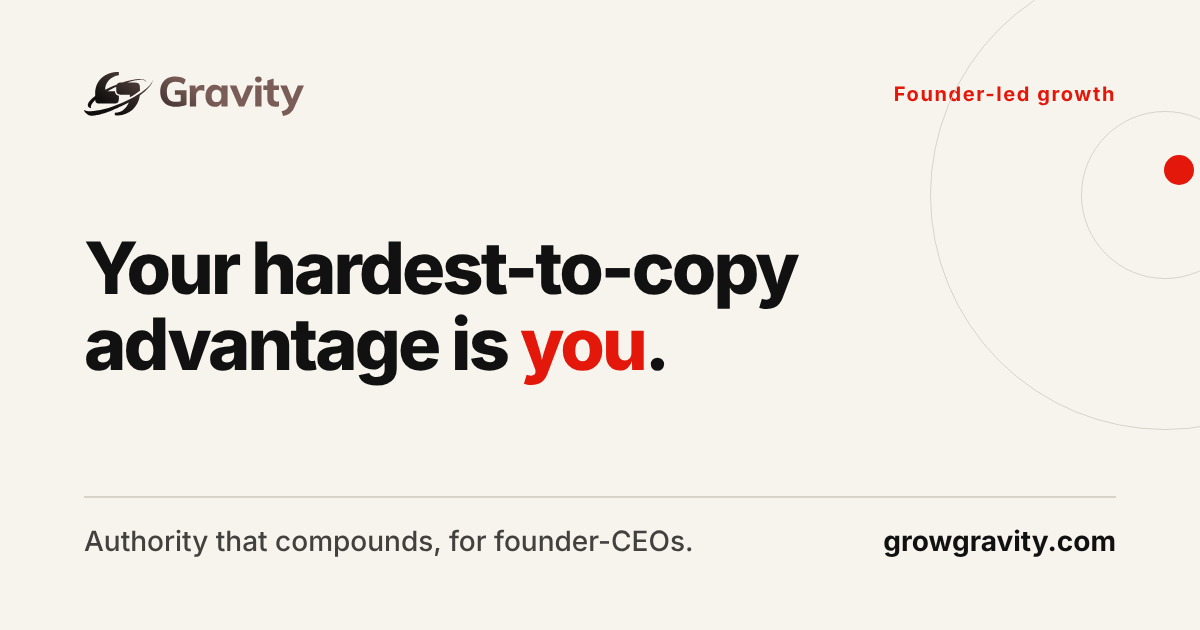 Gravity
Founder-led growth
Your hardest-to-copy
advantage is you.
Authority that compounds, for founder-CEOs.
growgravity.com